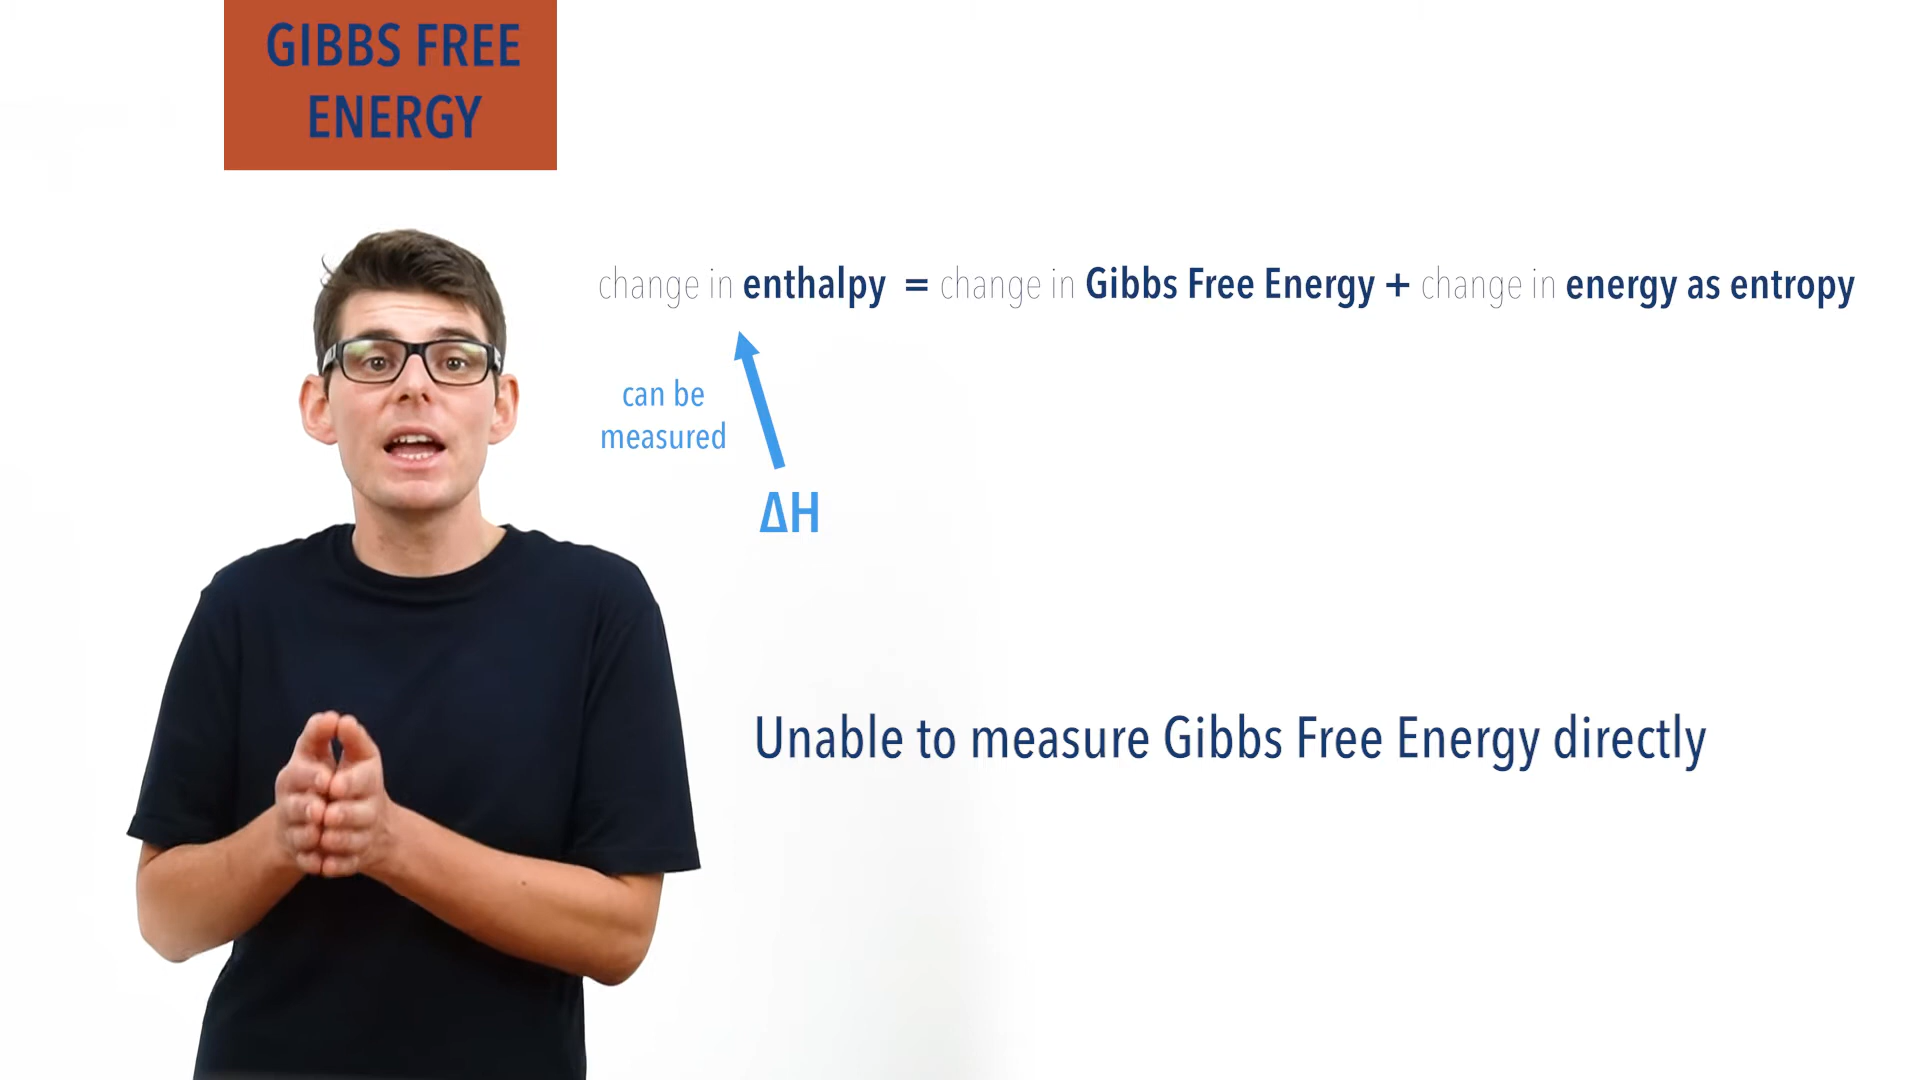 GIBBS FREE
ENERGY
change in enthalpy = change in Gibbs Free Energy + change in energy as entropy
can be
measured
ΔH
Unable to measure Gibbs Free Energy directly